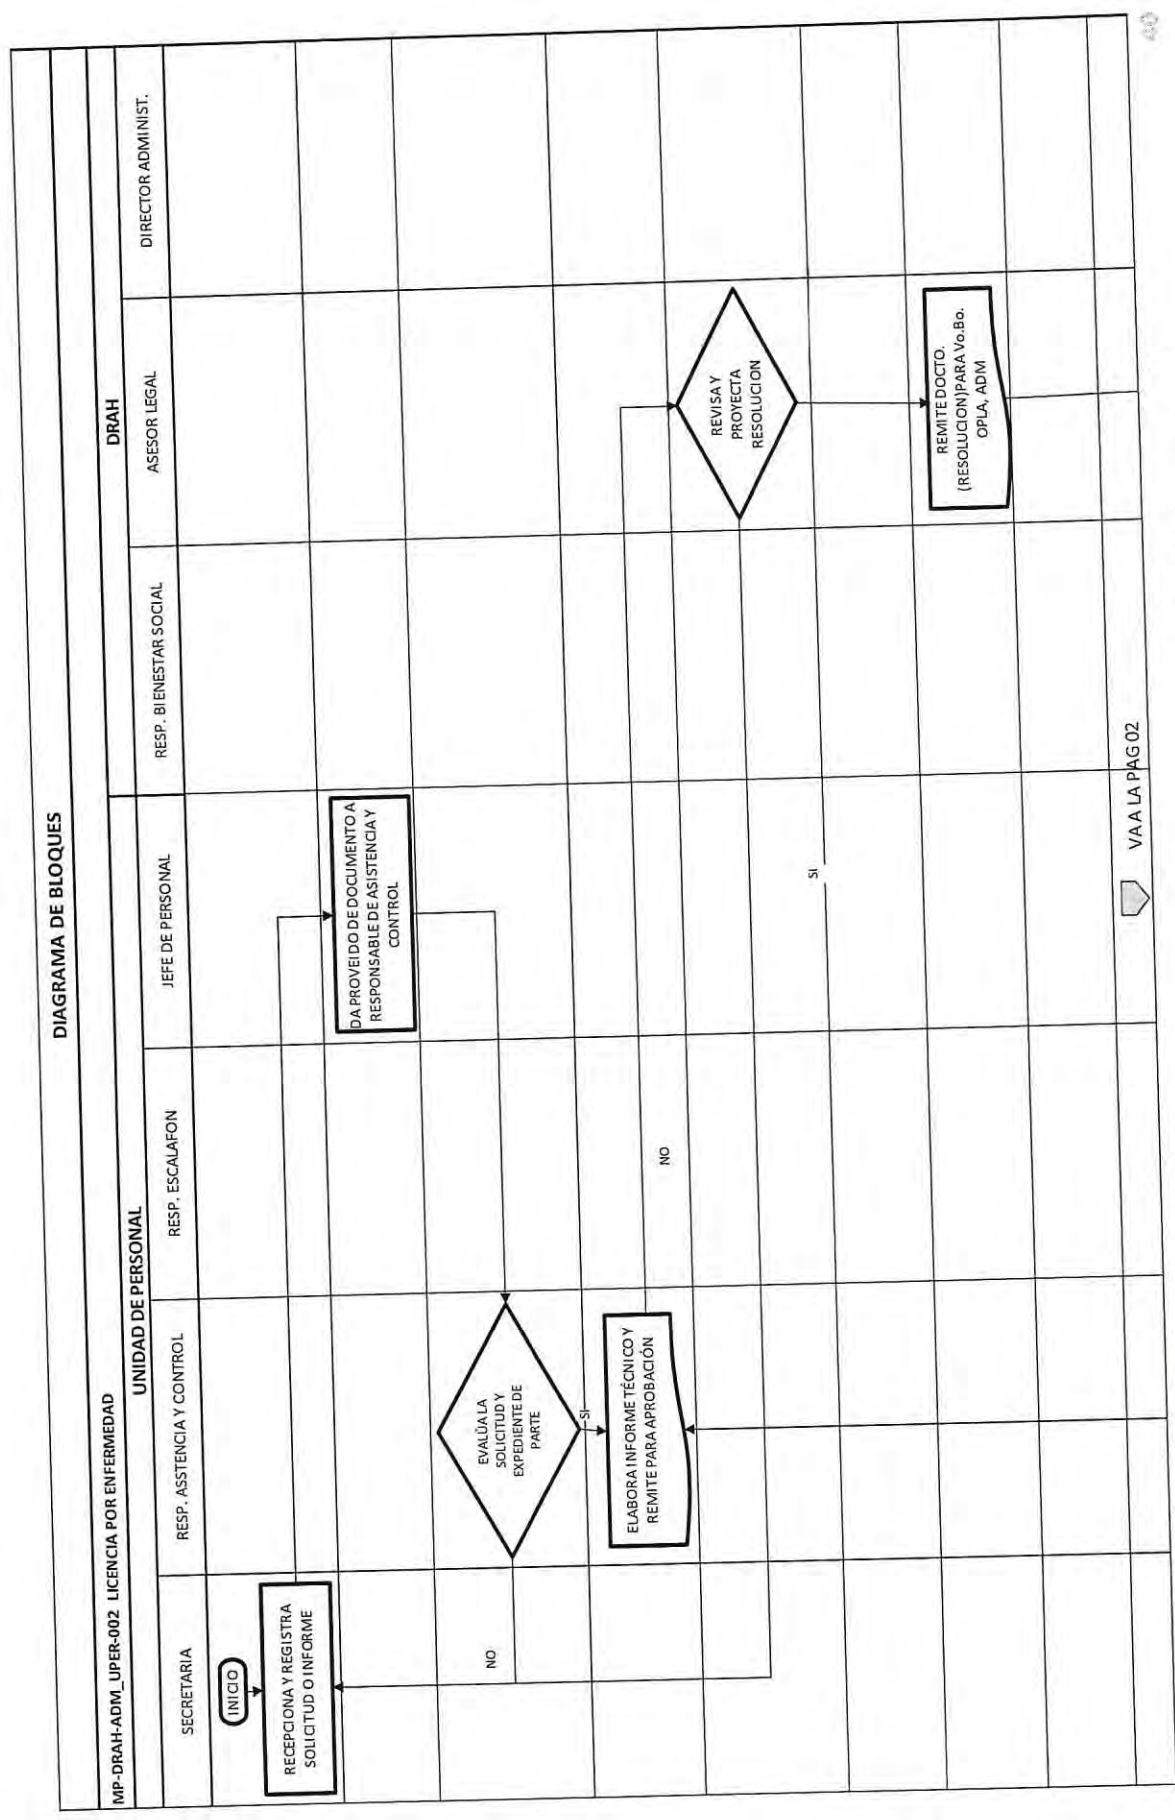 DIAGRAMA DE BLOQUES
MP-DRAH-ADM_UPER-002 LICENCIA POR ENFERMEDAD
UNIDAD DE PERSONAL
DRAH
SECRETARIA
RESP. ASSTENCIA Y CONTROL
RESP. ESCALAFON
JEFE DE PERSONAL
RESP. BIENESTAR SOCIAL
ASESOR LEGAL
DIRECTOR ADMINIST.
INICIO
RECEPCIONA Y REGISTRA
SOLICITUD O INFORME
DA PROVEIDO DE DOCUMENTO A
RESPONSABLE DE ASISTENCIA Y
CONTROL
EVALÚA LA
SOLICITUD Y
EXPEDIENTE DE
PARTE
NO
SI
ELABORA INFORME TÉCNICO Y
REMITE PARA APROBACIÓN
NO
REVISA Y
PROYECTA
RESOLUCION
SI
REMITE DOCTO.
(RESOLUCION)PARA Vo.Bo.
OPLA, ADM
VA A LA PAG 02
40